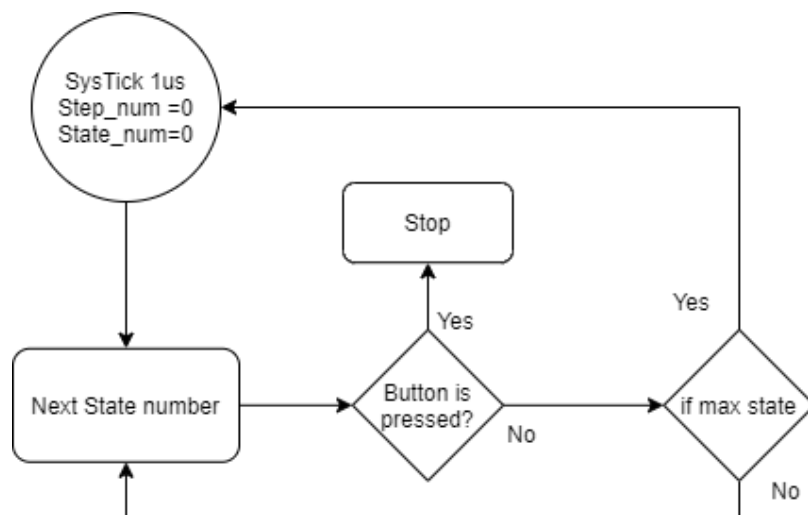 SysTick 1us
Step_num =0
State_num=0
Stop
Yes
Yes
Next State number
Button is
pressed?
if max state
No
No